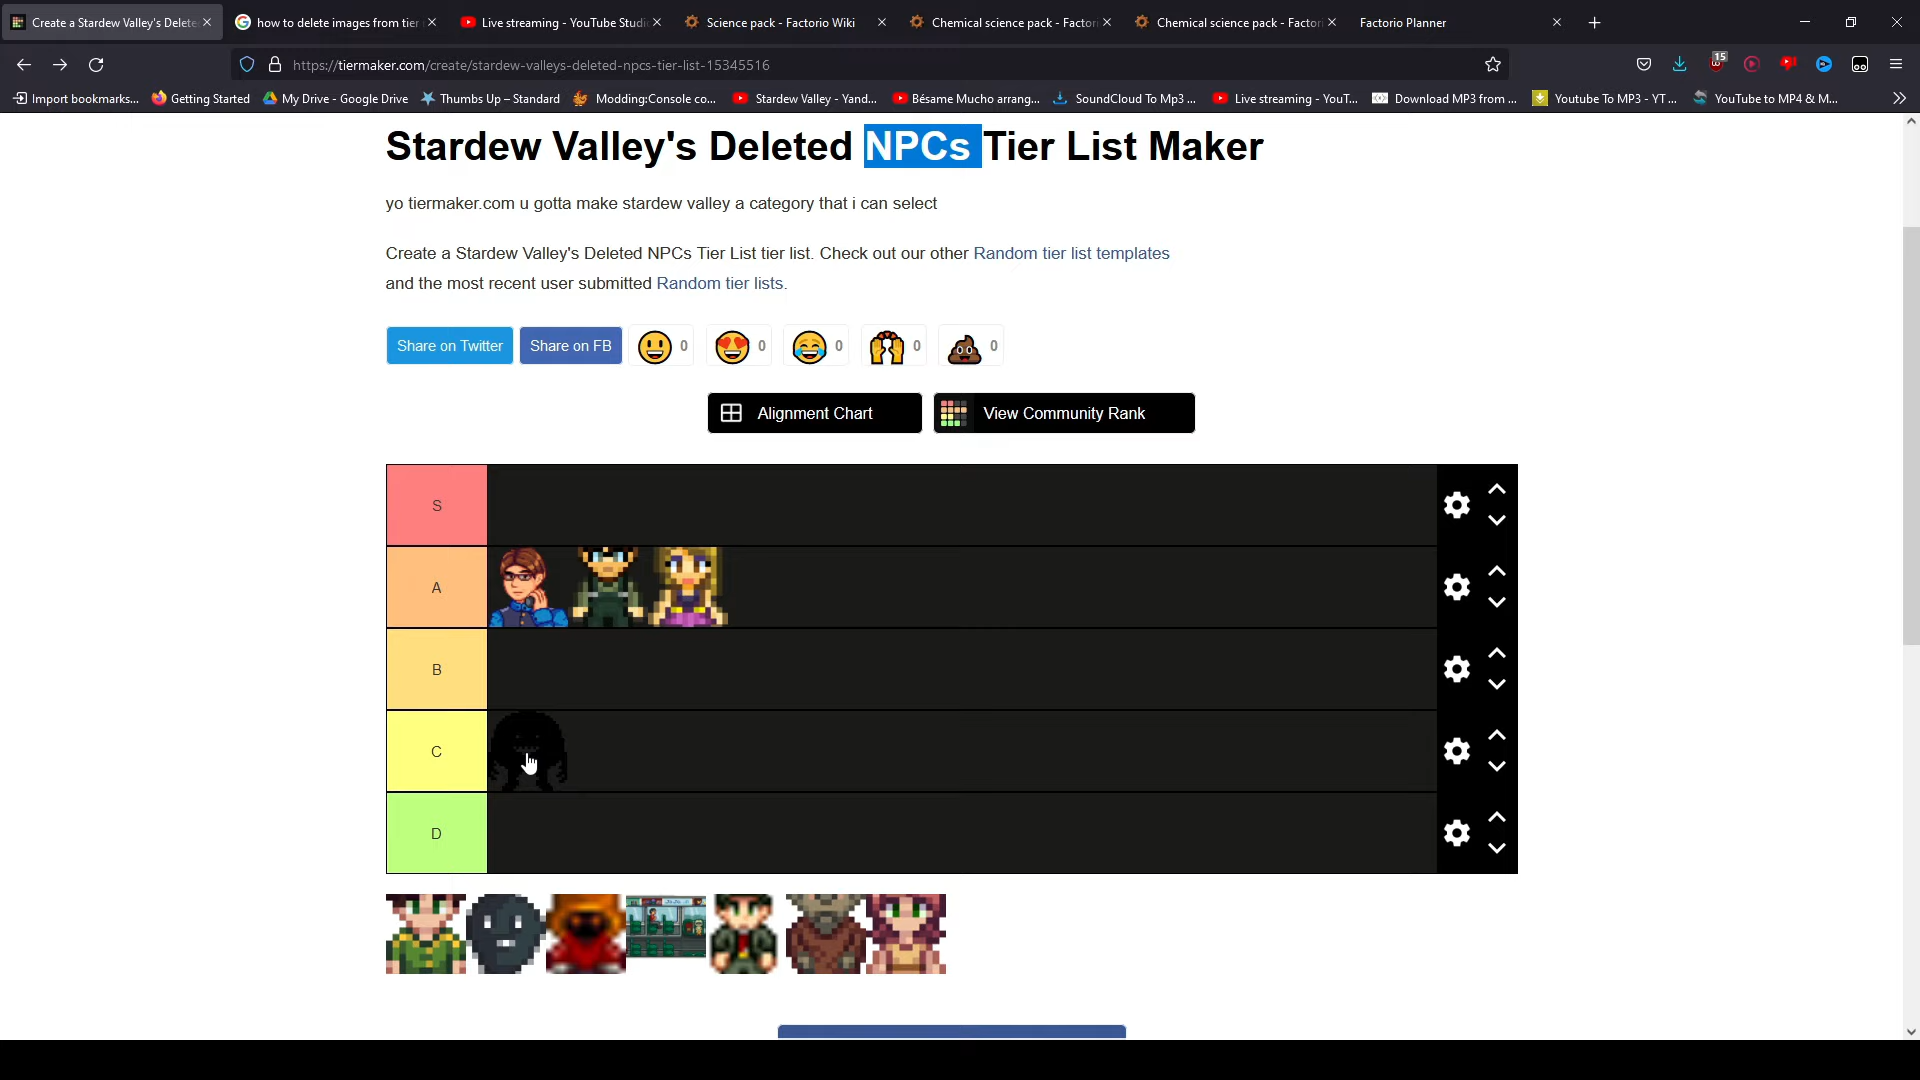 Create a Stardew Valley's Delete
how to delete images from tier
Live streaming - YouTube Studi
Science pack - Factorio Wiki
Chemical science pack - Factori
Chemical science pack - Factori
Factorio Planner
https://tiermaker.com/create/stardew-valleys-deleted-npcs-tier-list-15345516
15
Import bookmarks...
Getting Started
My Drive - Google Drive
Thumbs Up – Standard
Modding:Console co...
Stardew Valley - Yand...
Bésame Mucho arrang...
SoundCloud To Mp3 ...
Live streaming - YouT...
Download MP3 from ...
Youtube To MP3 - YT ...
YouTube to MP4 & M...
Stardew Valley's Deleted NPCs Tier List Maker
yo tiermaker.com u gotta make stardew valley a category that i can select
Create a Stardew Valley's Deleted NPCs Tier List tier list. Check out our other Random tier list templates
and the most recent user submitted Random tier lists.
Share on Twitter
Share on FB
0
0
0
0
0
Alignment Chart
View Community Rank
S
A
B
C
D